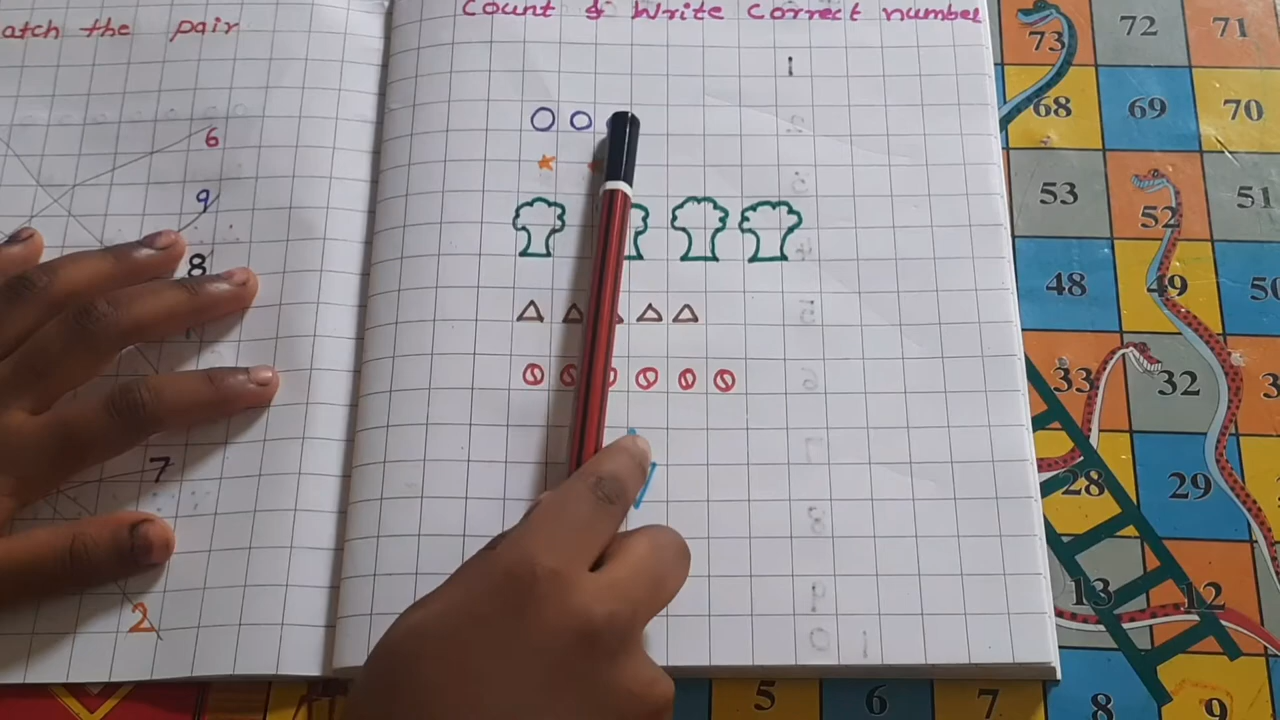 atch the pair
6
9
8
7
2
Count & Write Correct number
1
73 72 71
68 69 70
53 52 51
48 49 50
33 32
28 29
13 12
5 6 7 8 9